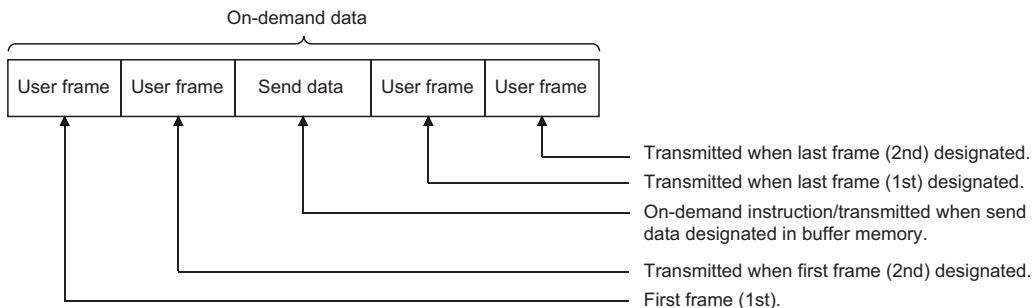 On-demand data
User frame User frame Send data User frame User frame
Transmitted when last frame (2nd) designated.
Transmitted when last frame (1st) designated.
On-demand instruction/transmitted when send
data designated in buffer memory.
Transmitted when first frame (2nd) designated.
First frame (1st).